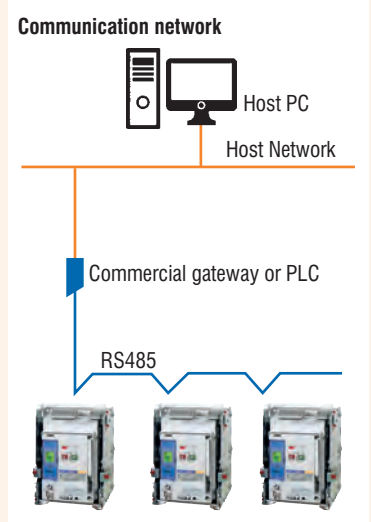 Communication network
Host PC
Host Network
Commercial gateway or PLC
RS485